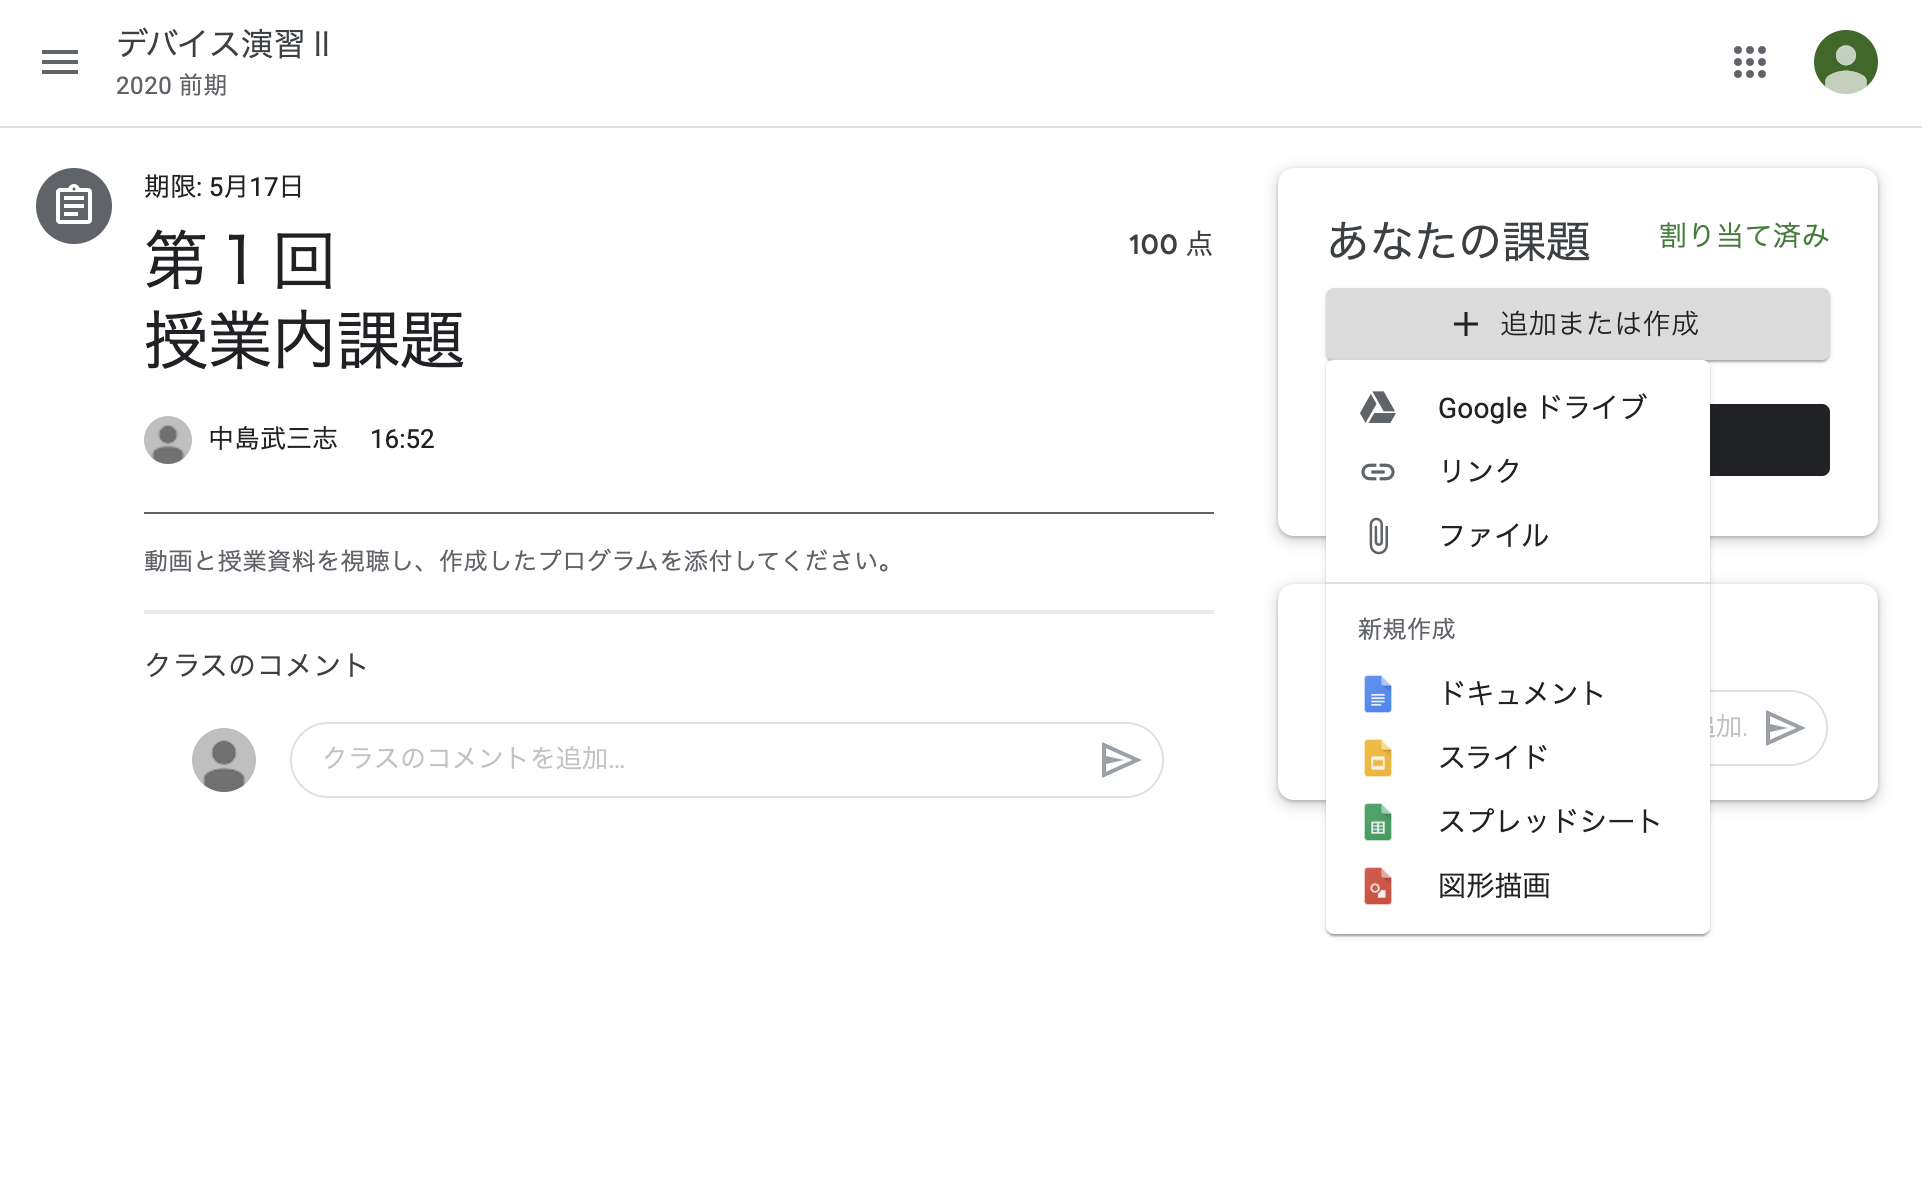 デバイス演習 II
2020 前期
期限: 5月17日
第 1 回
授業内課題
100 点
中島武三志 16:52
動画と授業資料を視聴し、作成したプログラムを添付してください。
クラスのコメント
クラスのコメントを追加...
あなたの課題 割り当て済み
+ 追加または作成
Google ドライブ
リンク
ファイル
新規作成
ドキュメント
スライド
スプレッドシート
図形描画
追加.